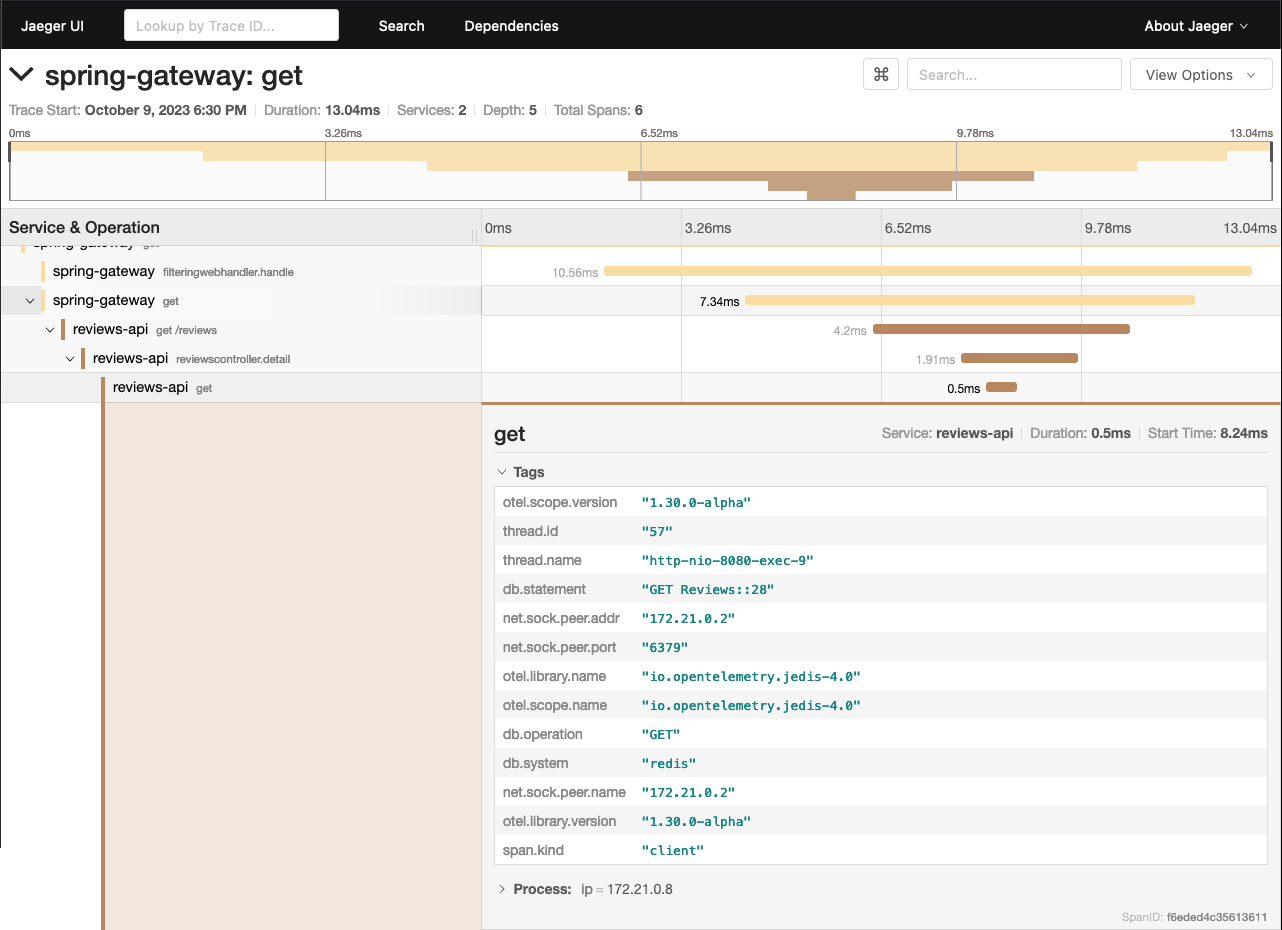 Jaeger UI Lookup by Trace ID... Search Dependencies About Jaeger
spring-gateway: get ⌘ Search... View Options
Trace Start: October 9, 2023 6:30 PM Duration: 13.04ms Services: 2 Depth: 5 Total Spans: 6
0ms 3.26ms 6.52ms 9.78ms 13.04ms
Service & Operation 0ms 3.26ms 6.52ms 9.78ms 13.04ms
spring-gateway get
spring-gateway filteringwebhandler.handle 10.56ms
spring-gateway get 7.34ms
reviews-api get /reviews 4.2ms
reviews-api reviewscontroller.detail 1.91ms
reviews-api get 0.5ms
get Service: reviews-api Duration: 0.5ms Start Time: 8.24ms
Tags
otel.scope.version "1.30.0-alpha"
thread.id "57"
thread.name "http-nio-8080-exec-9"
db.statement "GET Reviews::28"
net.sock.peer.addr "172.21.0.2"
net.sock.peer.port "6379"
otel.library.name "io.opentelemetry.jedis-4.0"
otel.scope.name "io.opentelemetry.jedis-4.0"
db.operation "GET"
db.system "redis"
net.sock.peer.name "172.21.0.2"
otel.library.version "1.30.0-alpha"
span.kind "client"
Process: ip = 172.21.0.8
SpanID: f6eded4c35613611